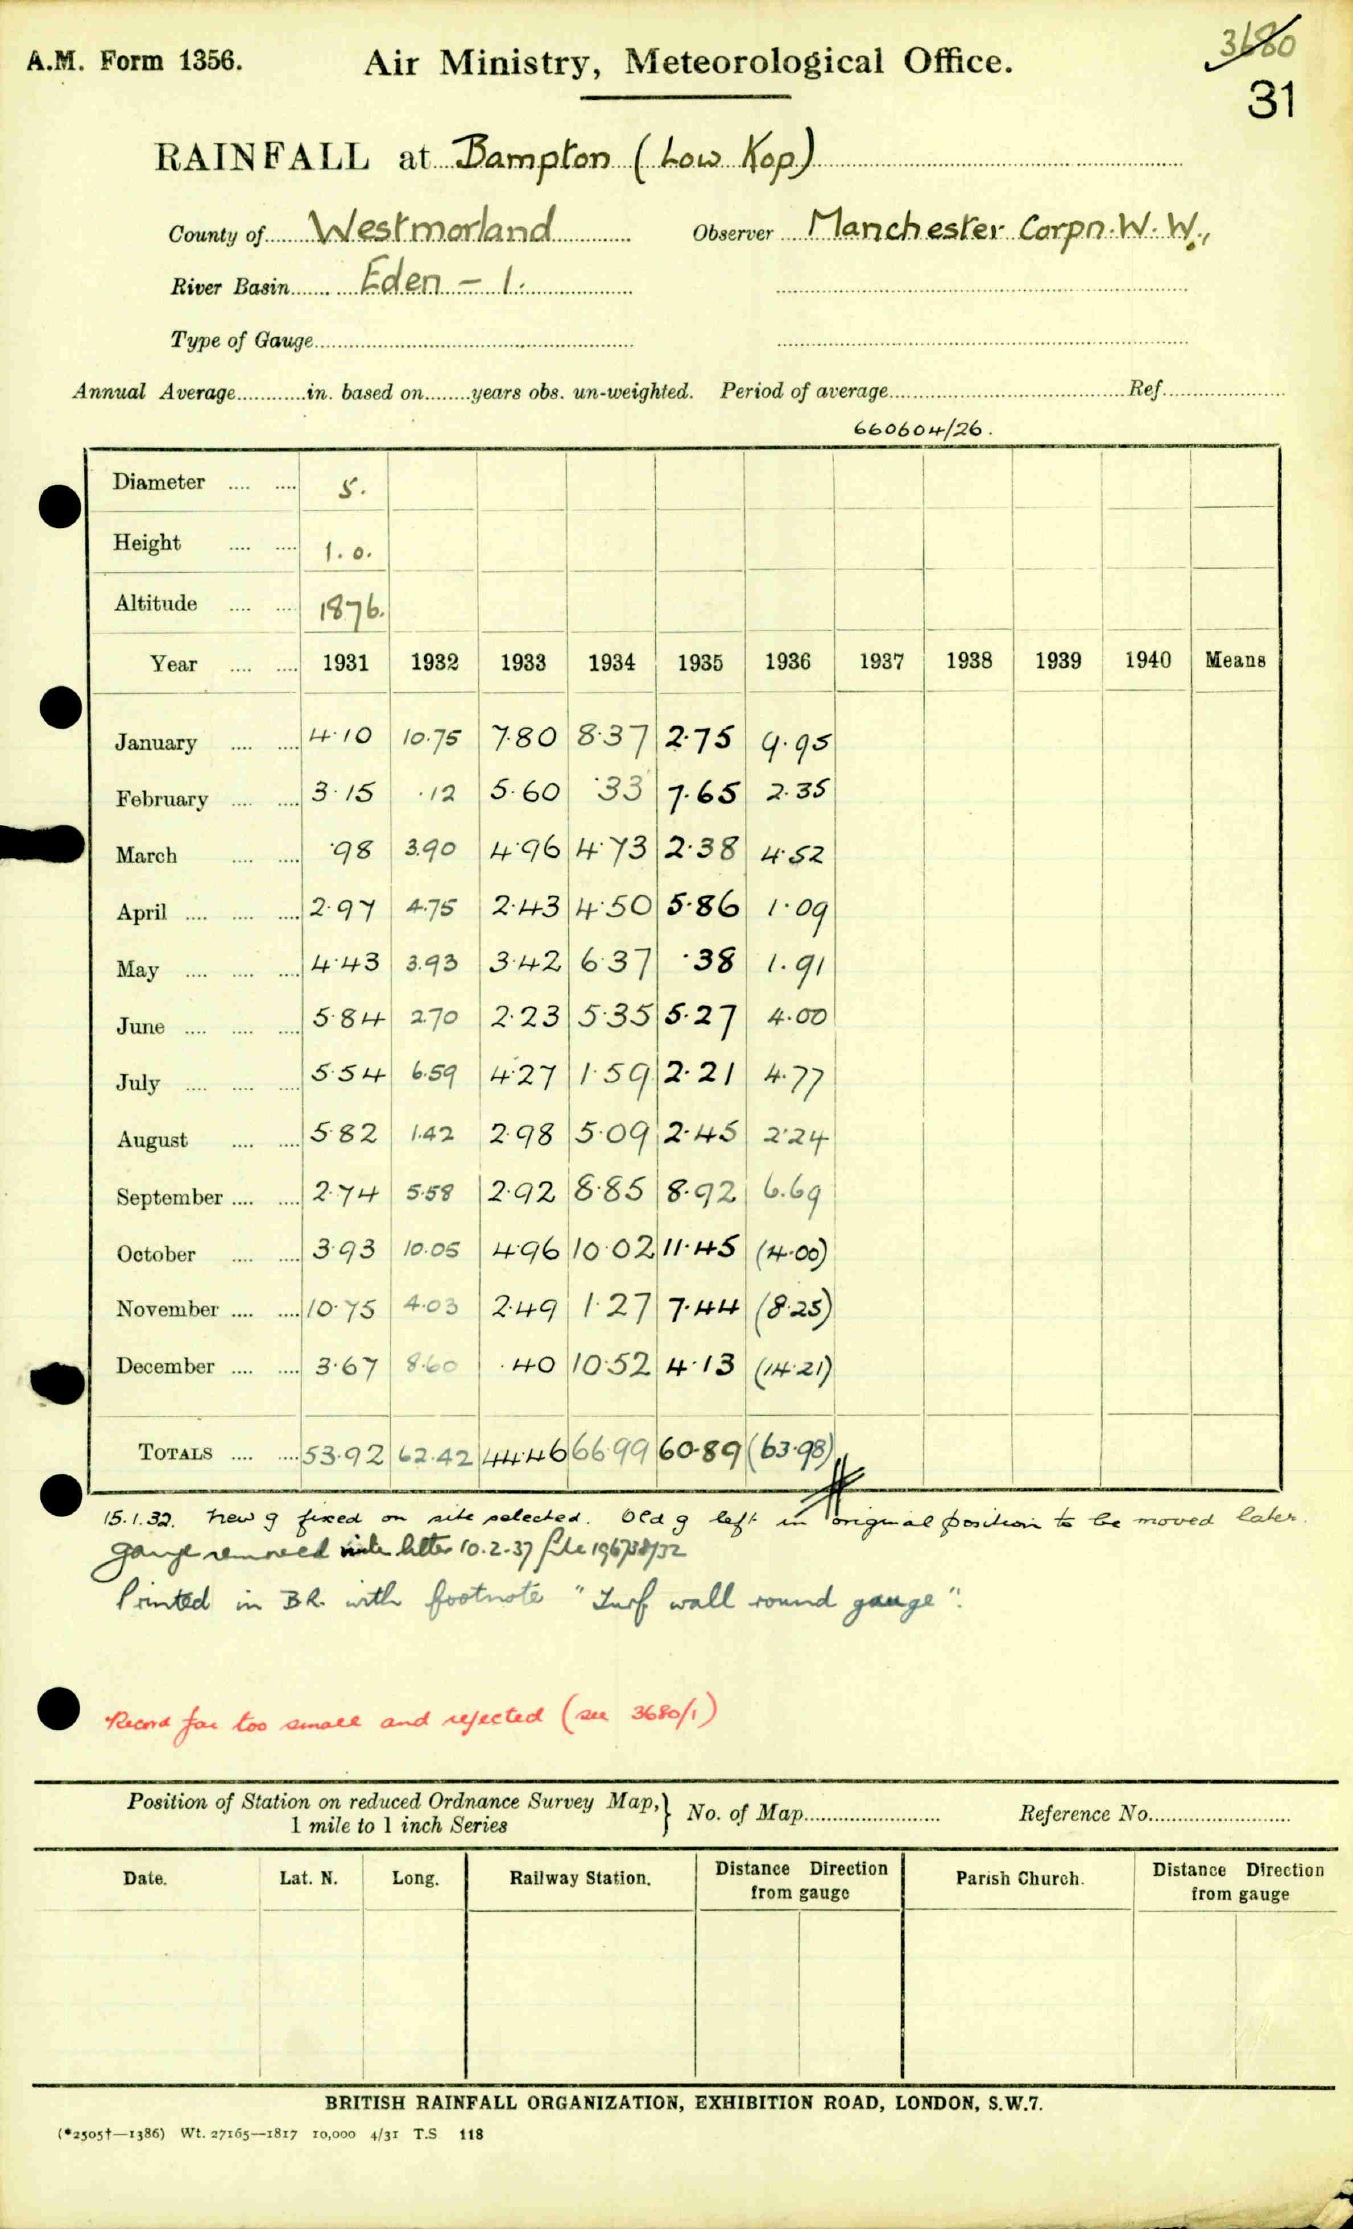 3680
A.M. Form 1356. Air Ministry, Meteorological Office.
31
RAINFALL at Bampton (Low Kop)
County of Westmorland Observer Manchester Corpn. W. W.,
River Basin Eden – 1.
Type of Gauge
Annual Average in. based on years obs. un-weighted. Period of average Ref.
660604/26.
Diameter 5.
Height 1.0.
Altitude 1876.
Year 1931 1932 1933 1934 1935 1936 1937 1938 1939 1940 Means
January 4.10 10.75 7.80 8.37 2.75 9.95
February 3.15 .12 5.60 .33 7.65 2.35
March .98 3.90 4.96 4.73 2.38 4.52
April 2.97 4.75 2.43 4.50 5.86 1.09
May 4.43 3.93 3.42 6.37 .38 1.91
June 5.84 2.70 2.23 5.35 5.27 4.00
July 5.54 6.59 4.27 1.59 2.21 4.77
August 5.82 1.42 2.98 5.09 2.45 2.24
September 2.74 5.58 2.92 8.85 8.92 6.69
October 3.93 10.05 4.96 10.02 11.45 (4.00)
November 10.75 4.03 2.49 1.27 7.44 (8.25)
December 3.67 8.60 .40 10.52 4.13 (14.21)
TOTALS 53.92 62.42 44.46 66.99 60.89 (63.98)
15.1.32. New g fixed on site selected. Old g left in original position to be moved later.
Gauge removed vide letter 10.2.37 file 196738/32
Printed in B.R. with footnote "Turf wall round gauge".
Record far too small and rejected (see 3680/1)
Position of Station on reduced Ordnance Survey Map, } No. of Map Reference No.
1 mile to 1 inch Series
Date. Lat. N. Long. Railway Station. Distance Direction from gauge Parish Church. Distance Direction from gauge
BRITISH RAINFALL ORGANIZATION, EXHIBITION ROAD, LONDON, S.W.7.
(*2505†—1386) Wt. 27165—1817 10,000 4/31 T.S 118